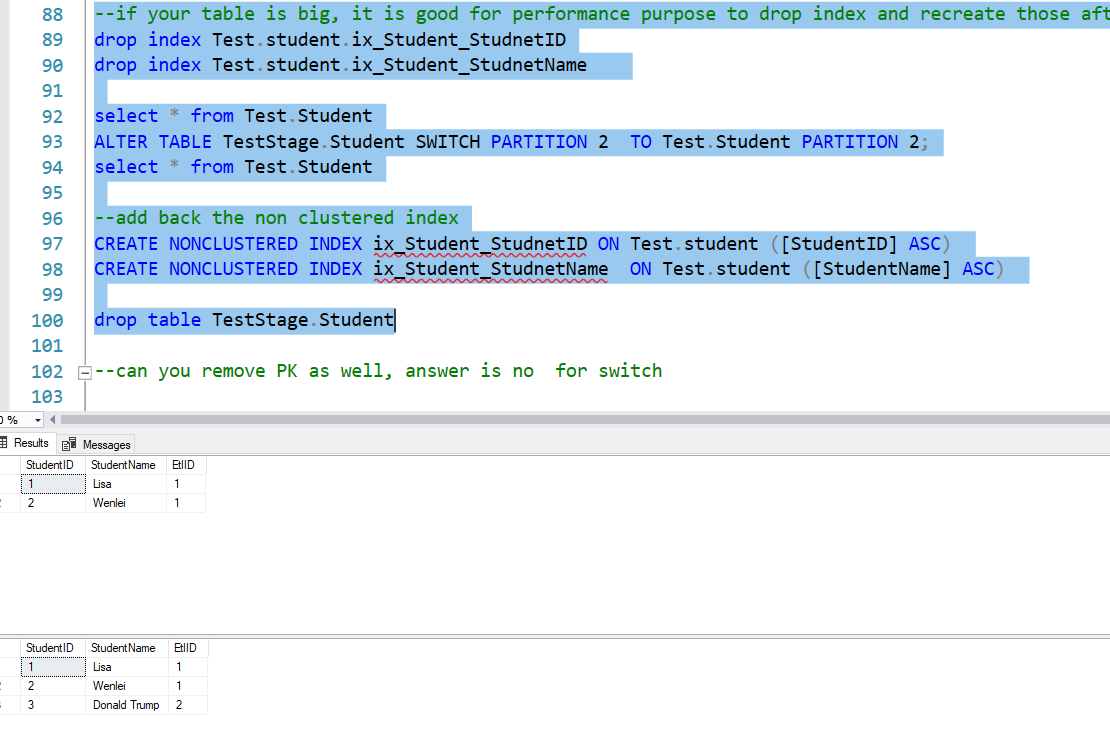 88 --if your table is big, it is good for performance purpose to drop index and recreate those aft
89 drop index Test.student.ix_Student_StudnetID
90 drop index Test.student.ix_Student_StudnetName
91
92 select * from Test.Student
93 ALTER TABLE TestStage.Student SWITCH PARTITION 2  TO Test.Student PARTITION 2;
94 select * from Test.Student
95
96 --add back the non clustered index
97 CREATE NONCLUSTERED INDEX ix_Student_StudnetID ON Test.student ([StudentID] ASC)
98 CREATE NONCLUSTERED INDEX ix_Student_StudnetName  ON Test.student ([StudentName] ASC)
99
100 drop table TestStage.Student
101
102 --can you remove PK as well, answer is no  for switch
103
0 %
Results Messages
StudentID StudentName EtlID
1 Lisa 1
2 Wenlei 1
StudentID StudentName EtlID
1 Lisa 1
2 Wenlei 1
3 Donald Trump 2